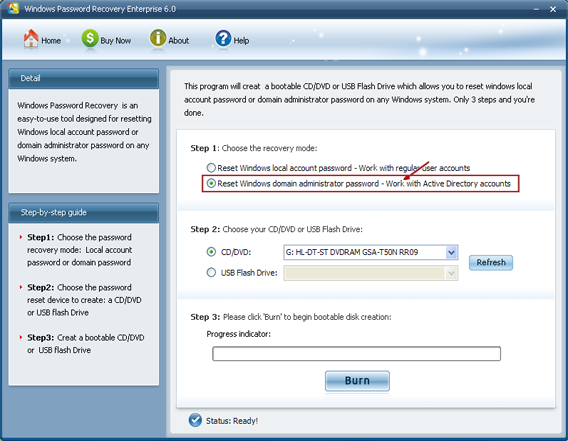 Windows Password Recovery Enterprise 6.0
Home Buy Now About Help
Detail
Windows Password Recovery is an
easy-to-use tool designed for resetting
Windows local account password or
domain administrator password on any
Windows system.
Step-by-step guide
Step1: Choose the password
recovery mode: Local account
password or domain password
Step2: Choose the password
reset device to create: a CD/DVD
or USB flash Drive
Step3: Creat a bootable CD/DVD
or USB flash Drive
This program will creat a bootable CD/DVD or USB Flash Drive which allows you to reset windows local
account password or domain administrator password on any Windows system. Only 3 steps and you're
done.
Step 1: Choose the recovery mode:
Reset Windows local account password - Work with regular user accounts
Reset Windows domain administrator password - Work with Active Directory accounts
Step 2: Choose your CD/DVD or USB Flash Drive:
CD/DVD: G: HL-DT-ST DVDRAM GSA-T50N RR09
Refresh
USB Flash Drive:
Step 3: Please click 'Burn' to begin bootable disk creation:
Progress indicator:
Burn
Status: Ready!